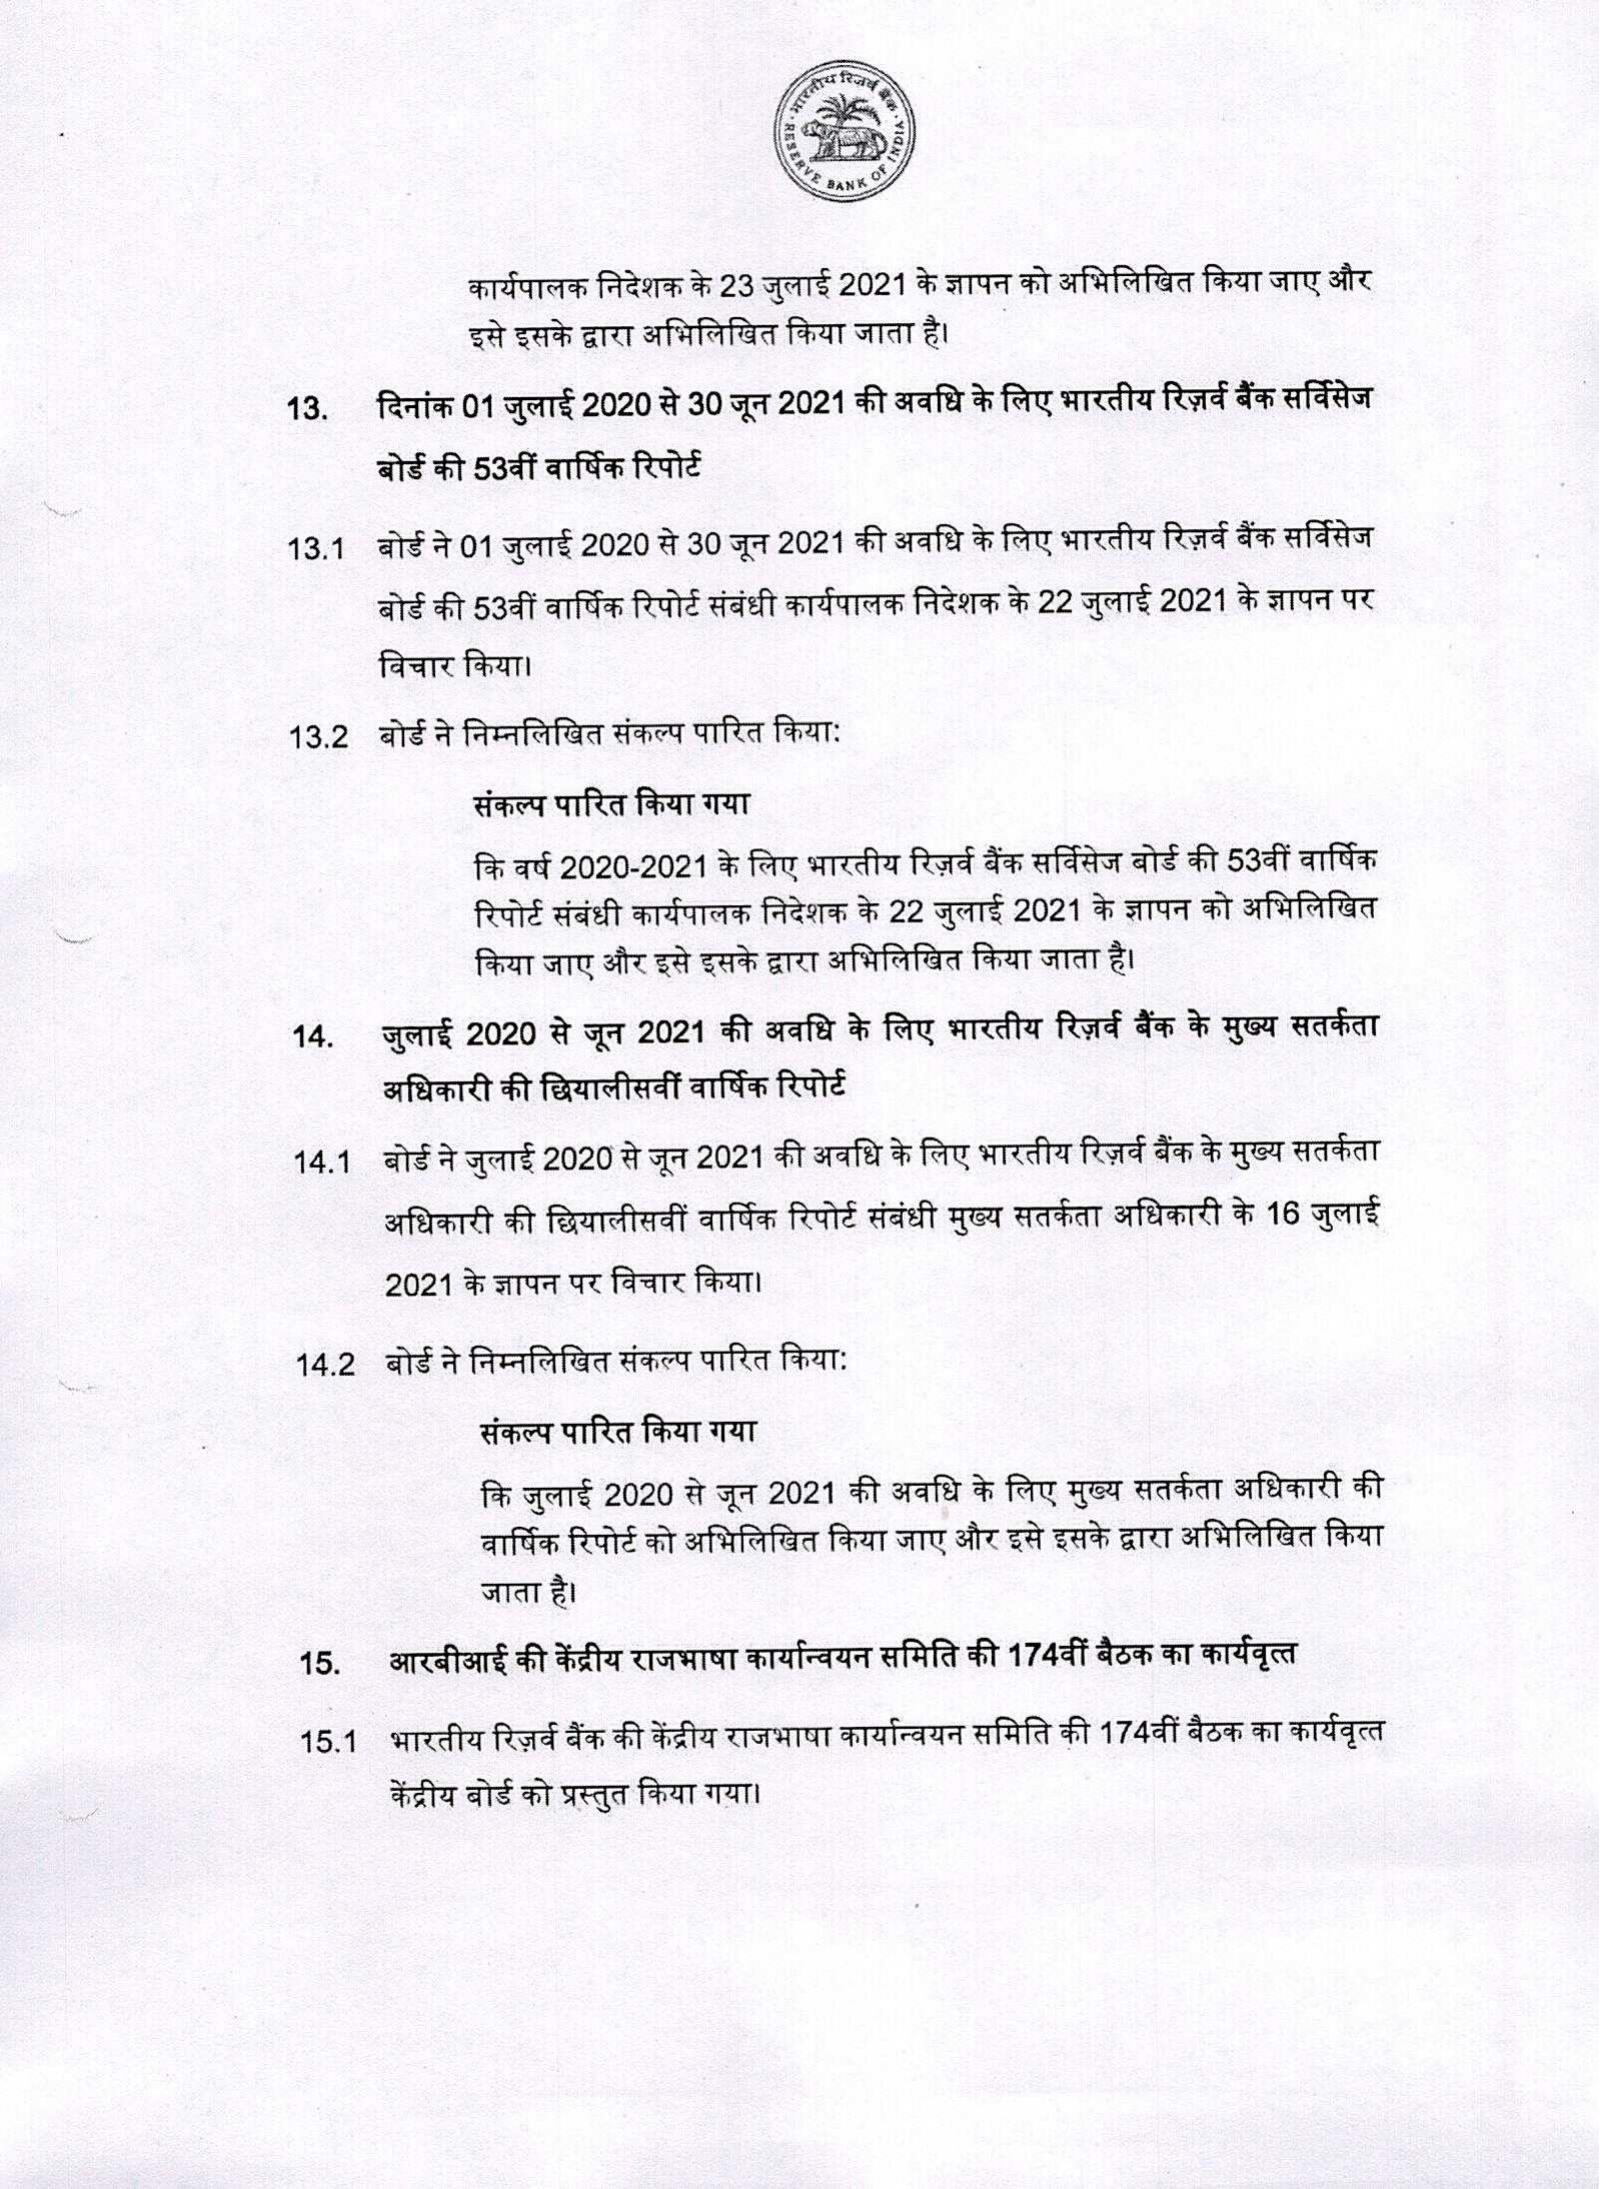 भारतीय रिज़र्व बैंक
RESERVE BANK OF INDIA
कार्यपालक निदेशक के 23 जुलाई 2021 के ज्ञापन को अभिलिखित किया जाए और
इसे इसके द्वारा अभिलिखित किया जाता है।
13. दिनांक 01 जुलाई 2020 से 30 जून 2021 की अवधि के लिए भारतीय रिज़र्व बैंक सर्विसेज
बोर्ड की 53वीं वार्षिक रिपोर्ट
13.1 बोर्ड ने 01 जुलाई 2020 से 30 जून 2021 की अवधि के लिए भारतीय रिज़र्व बैंक सर्विसेज
बोर्ड की 53वीं वार्षिक रिपोर्ट संबंधी कार्यपालक निदेशक के 22 जुलाई 2021 के ज्ञापन पर
विचार किया।
13.2 बोर्ड ने निम्नलिखित संकल्प पारित किया:
संकल्प पारित किया गया
कि वर्ष 2020-2021 के लिए भारतीय रिज़र्व बैंक सर्विसेज बोर्ड की 53वीं वार्षिक
रिपोर्ट संबंधी कार्यपालक निदेशक के 22 जुलाई 2021 के ज्ञापन को अभिलिखित
किया जाए और इसे इसके द्वारा अभिलिखित किया जाता है।
14. जुलाई 2020 से जून 2021 की अवधि के लिए भारतीय रिज़र्व बैंक के मुख्य सतर्कता
अधिकारी की छियालीसवीं वार्षिक रिपोर्ट
14.1 बोर्ड ने जुलाई 2020 से जून 2021 की अवधि के लिए भारतीय रिज़र्व बैंक के मुख्य सतर्कता
अधिकारी की छियालीसवीं वार्षिक रिपोर्ट संबंधी मुख्य सतर्कता अधिकारी के 16 जुलाई
2021 के ज्ञापन पर विचार किया।
14.2 बोर्ड ने निम्नलिखित संकल्प पारित किया:
संकल्प पारित किया गया
कि जुलाई 2020 से जून 2021 की अवधि के लिए मुख्य सतर्कता अधिकारी की
वार्षिक रिपोर्ट को अभिलिखित किया जाए और इसे इसके द्वारा अभिलिखित किया
जाता है।
15. आरबीआई की केंद्रीय राजभाषा कार्यान्वयन समिति की 174वीं बैठक का कार्यवृत्त
15.1 भारतीय रिज़र्व बैंक की केंद्रीय राजभाषा कार्यान्वयन समिति की 174वीं बैठक का कार्यवृत्त
केंद्रीय बोर्ड को प्रस्तुत किया गया।